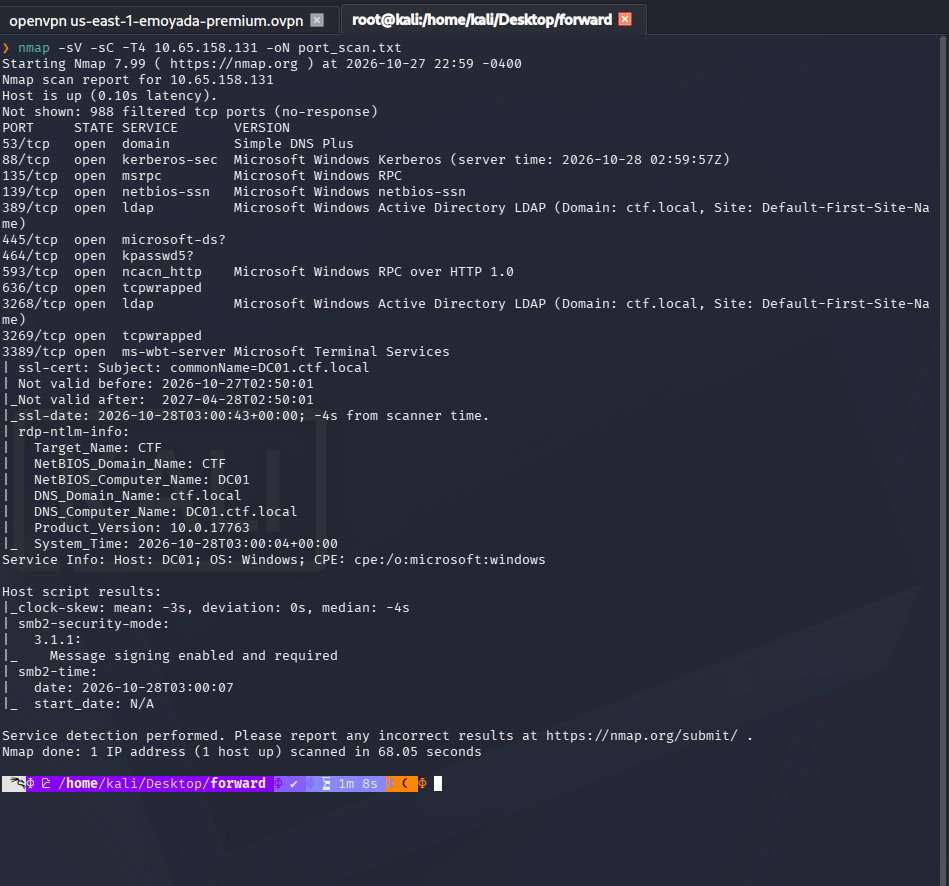 openvpn us-east-1-emoyada-premium.ovpn
root@kali:/home/kali/Desktop/forward
❯ nmap -sV -sC -T4 10.65.158.131 -oN port_scan.txt
Starting Nmap 7.99 ( https://nmap.org ) at 2026-10-27 22:59 -0400
Nmap scan report for 10.65.158.131
Host is up (0.10s latency).
Not shown: 988 filtered tcp ports (no-response)
PORT     STATE SERVICE       VERSION
53/tcp   open  domain        Simple DNS Plus
88/tcp   open  kerberos-sec  Microsoft Windows Kerberos (server time: 2026-10-28 02:59:57Z)
135/tcp  open  msrpc         Microsoft Windows RPC
139/tcp  open  netbios-ssn   Microsoft Windows netbios-ssn
389/tcp  open  ldap          Microsoft Windows Active Directory LDAP (Domain: ctf.local, Site: Default-First-Site-Na
me)
445/tcp  open  microsoft-ds?
464/tcp  open  kpasswd5?
593/tcp  open  ncacn_http    Microsoft Windows RPC over HTTP 1.0
636/tcp  open  tcpwrapped
3268/tcp open  ldap          Microsoft Windows Active Directory LDAP (Domain: ctf.local, Site: Default-First-Site-Na
me)
3269/tcp open  tcpwrapped
3389/tcp open  ms-wbt-server Microsoft Terminal Services
| ssl-cert: Subject: commonName=DC01.ctf.local
| Not valid before: 2026-10-27T02:50:01
|_Not valid after:  2027-04-28T02:50:01
|_ssl-date: 2026-10-28T03:00:43+00:00; -4s from scanner time.
| rdp-ntlm-info:
|   Target_Name: CTF
|   NetBIOS_Domain_Name: CTF
|   NetBIOS_Computer_Name: DC01
|   DNS_Domain_Name: ctf.local
|   DNS_Computer_Name: DC01.ctf.local
|   Product_Version: 10.0.17763
|_  System_Time: 2026-10-28T03:00:04+00:00
Service Info: Host: DC01; OS: Windows; CPE: cpe:/o:microsoft:windows
Host script results:
|_clock-skew: mean: -3s, deviation: 0s, median: -4s
| smb2-security-mode:
|   3.1.1:
|_    Message signing enabled and required
| smb2-time:
|   date: 2026-10-28T03:00:07
|_  start_date: N/A
Service detection performed. Please report any incorrect results at https://nmap.org/submit/ .
Nmap done: 1 IP address (1 host up) scanned in 68.05 seconds
/home/kali/Desktop/forward ✔ 1m 8s